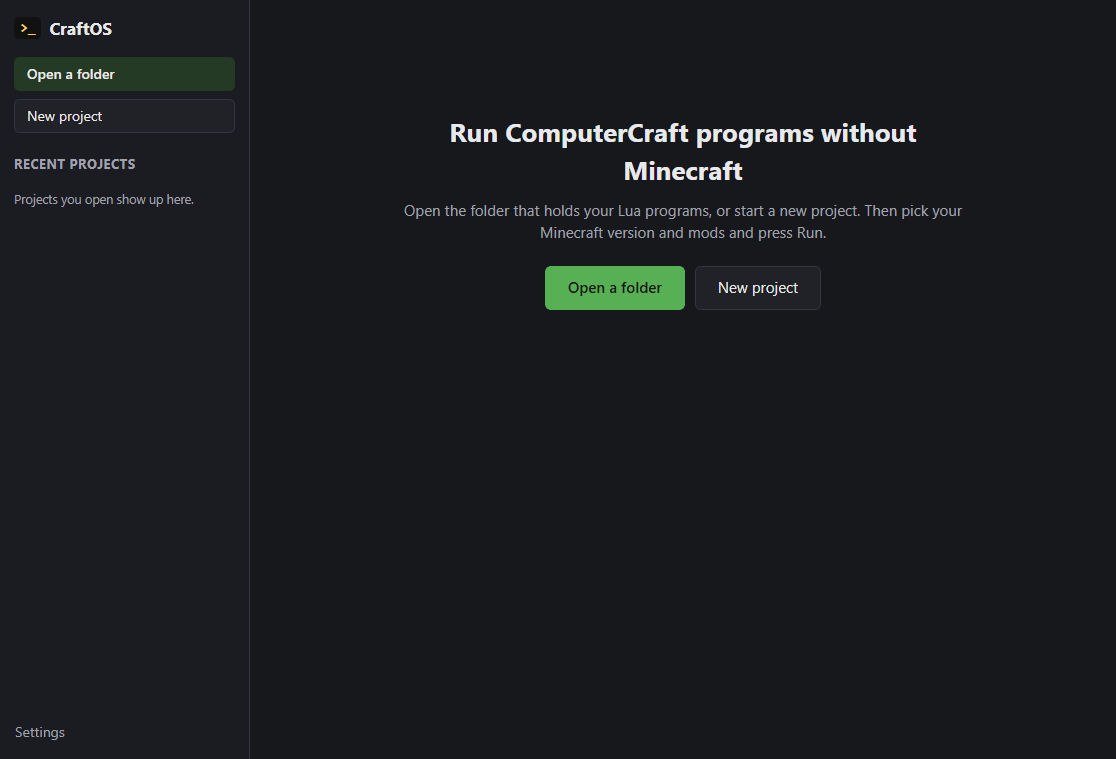 >_ CraftOS
Open a folder
New project
RECENT PROJECTS
Projects you open show up here.
Run ComputerCraft programs without
Minecraft
Open the folder that holds your Lua programs, or start a new project. Then pick your
Minecraft version and mods and press Run.
Open a folder
New project
Settings